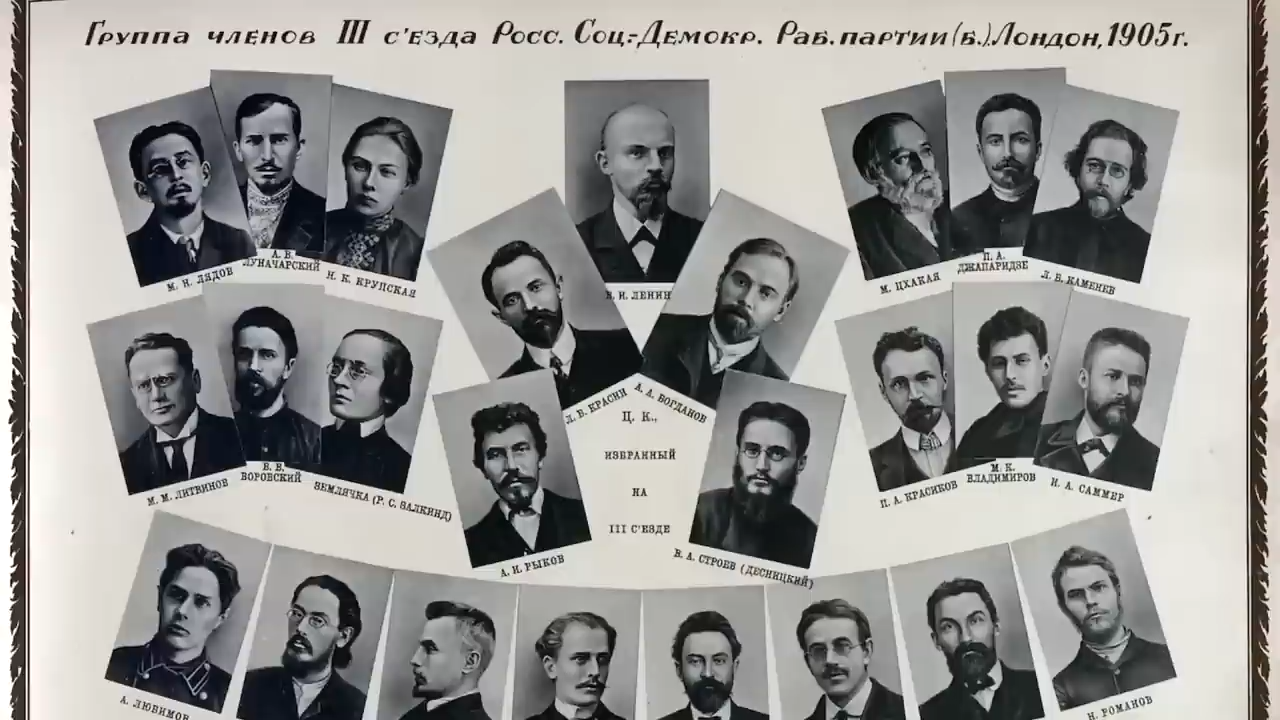 Группа членов III с'езда Росс. Соц.-Демокр. Раб. партии (б.) Лондон, 1905г.
М. Н. ЛЯДОВ
А. В.
ЛУНАЧАРСКИЙ
Н. К. КРУПСКАЯ
В. И. ЛЕНИН
М. ЦХАКАЯ
П. А.
ДЖАПАРИДЗЕ
Л. Б. КАМЕНЕВ
Л. Б. КРАСИН
А. А. БОГДАНОВ
М. М. ЛИТВИНОВ
В. В.
ВОРОВСКИЙ
ЗЕМЛЯЧКА (Р. С. ЗАЛКИНД)
Ц. К.,
ИЗБРАННЫЙ
НА
III С'ЕЗДЕ
А. И. РЫКОВ
В. А. СТРОЕВ (ДЕСНИЦКИЙ)
П. А. КРАСИКОВ
М. К.
ВЛАДИМИРОВ
И. А. САММЕР
А. ЛЮБИМОВ
Н. РОМАНОВ